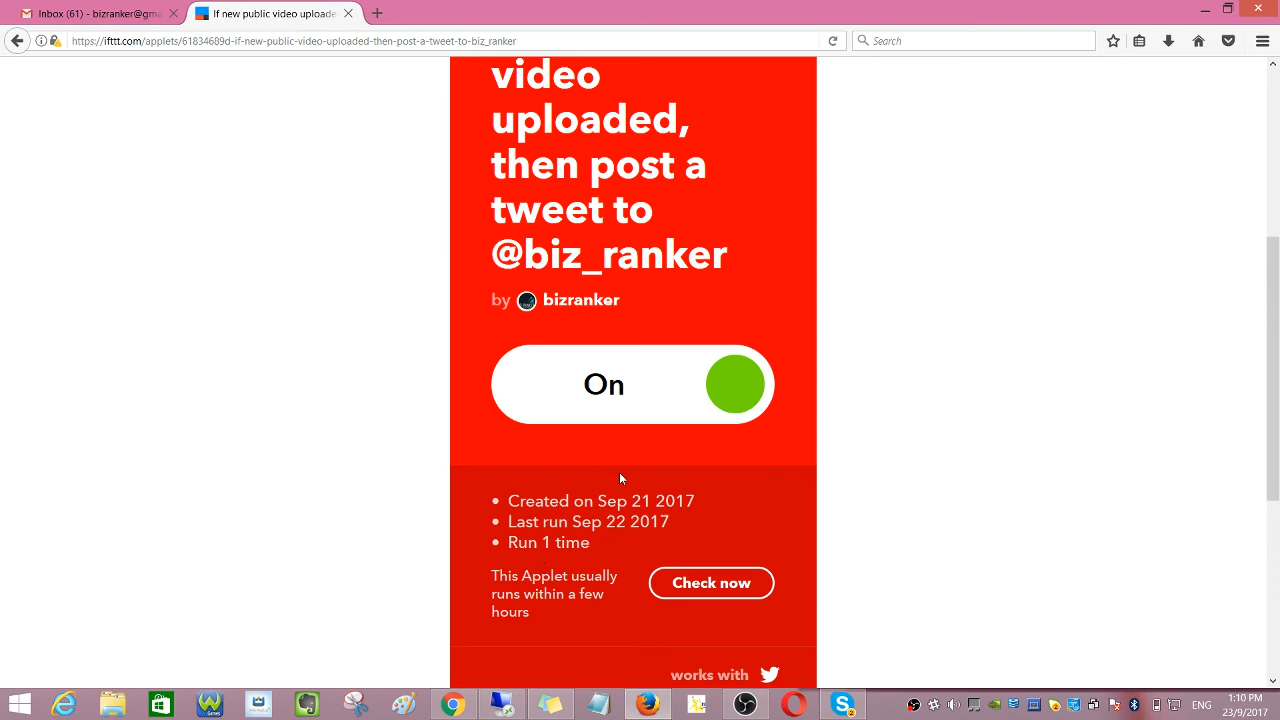 Inbox (61) - bizranker@gma
If new public video uploade
https://ifttt.com/applets/61834689d-if-new-public-video-uploaded-then-post-a-tweet-to-biz_ranker
Search
video
uploaded,
then post a
tweet to
@biz_ranker
by bizranker
On
• Created on Sep 21 2017
• Last run Sep 22 2017
• Run 1 time
This Applet usually
runs within a few
hours
Check now
works with
ENG
1:10 PM
23/9/2017